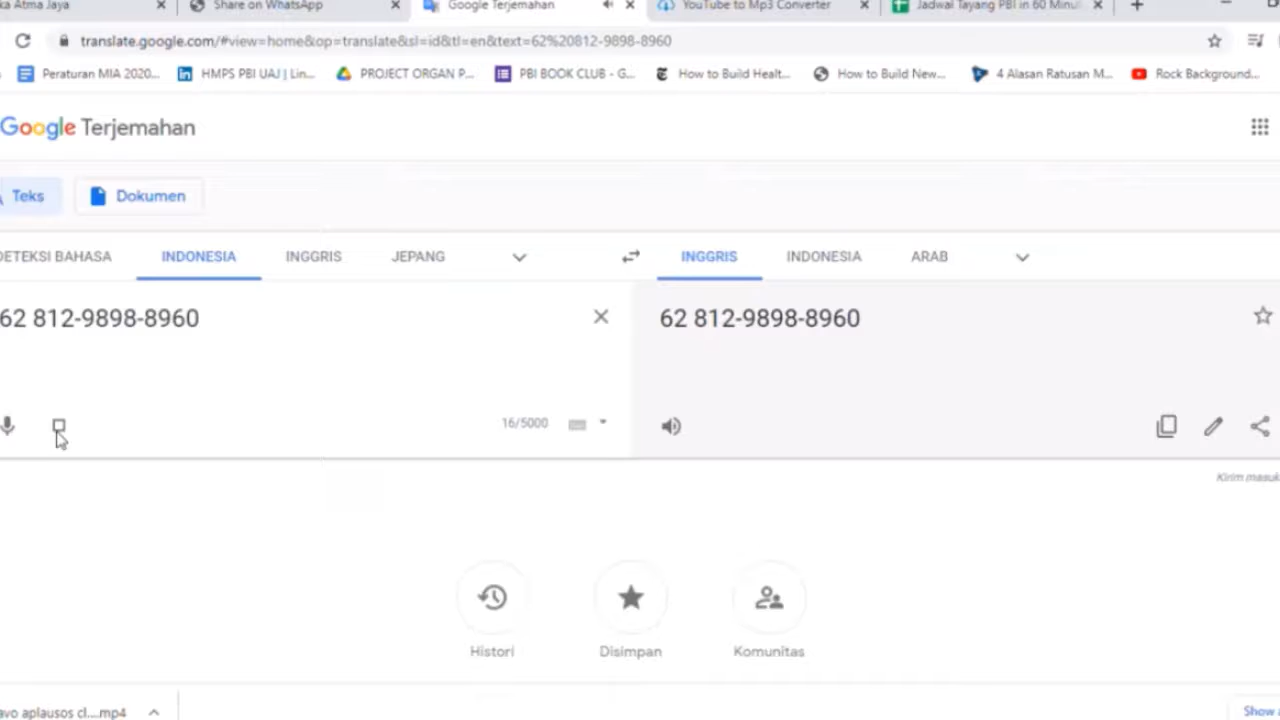 ka Atma Jaya
Share on WhatsApp
Google Terjemahan
YouTube to Mp3 Converter
Jadwal Tayang PBI in 60 Minut
translate.google.com/#view=home&op=translate&sl=id&tl=en&text=62%20812-9898-8960
Peraturan MIA 2020...
HMPS PBI UAJ | Lin...
PROJECT ORGAN P...
PBI BOOK CLUB - G...
How to Build Healt...
How to Build New...
4 Alasan Ratusan M...
Rock Background...
Google Terjemahan
Teks
Dokumen
DETEKSI BAHASA
INDONESIA
INGGRIS
JEPANG
INGGRIS
INDONESIA
ARAB
62 812-9898-8960
62 812-9898-8960
16/5000
Kirim masuk
Histori
Disimpan
Komunitas
avo aplausos cl....mp4
Show a